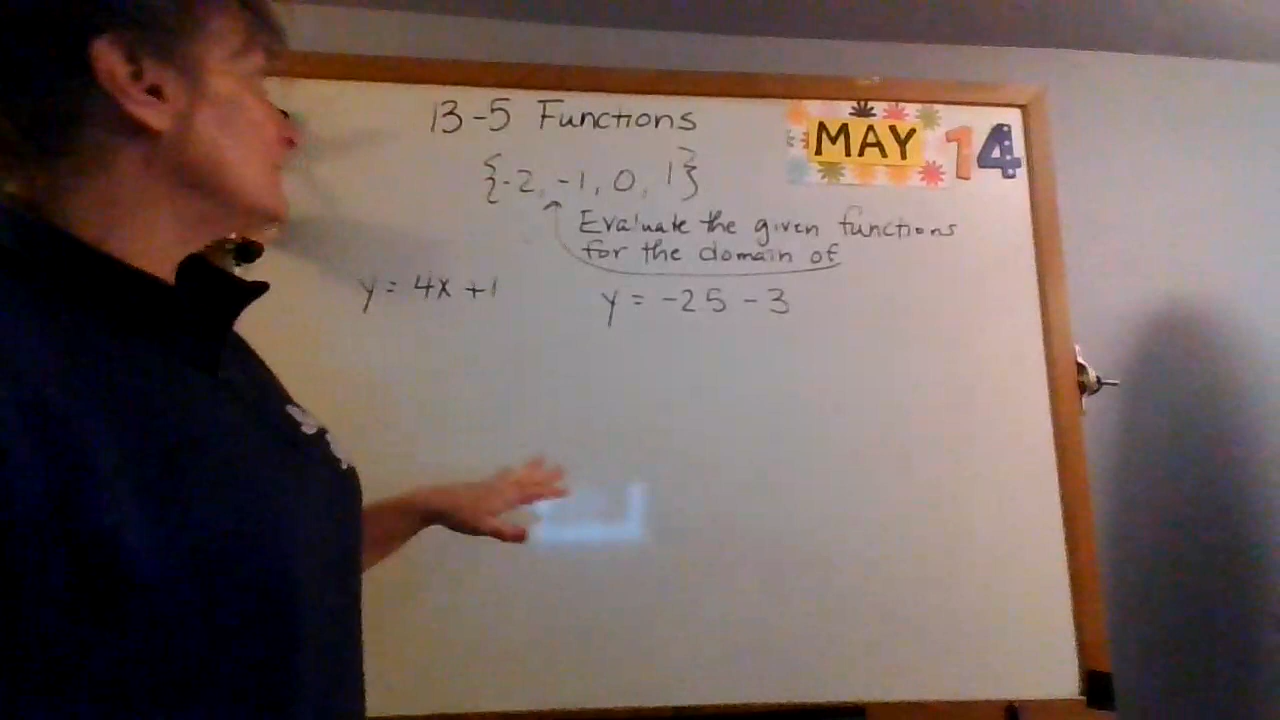 13-5 Functions
MAY 14
{-2, -1, 0, 1}
Evaluate the given functions
for the domain of
y = 4x + 1
y = -25 - 3